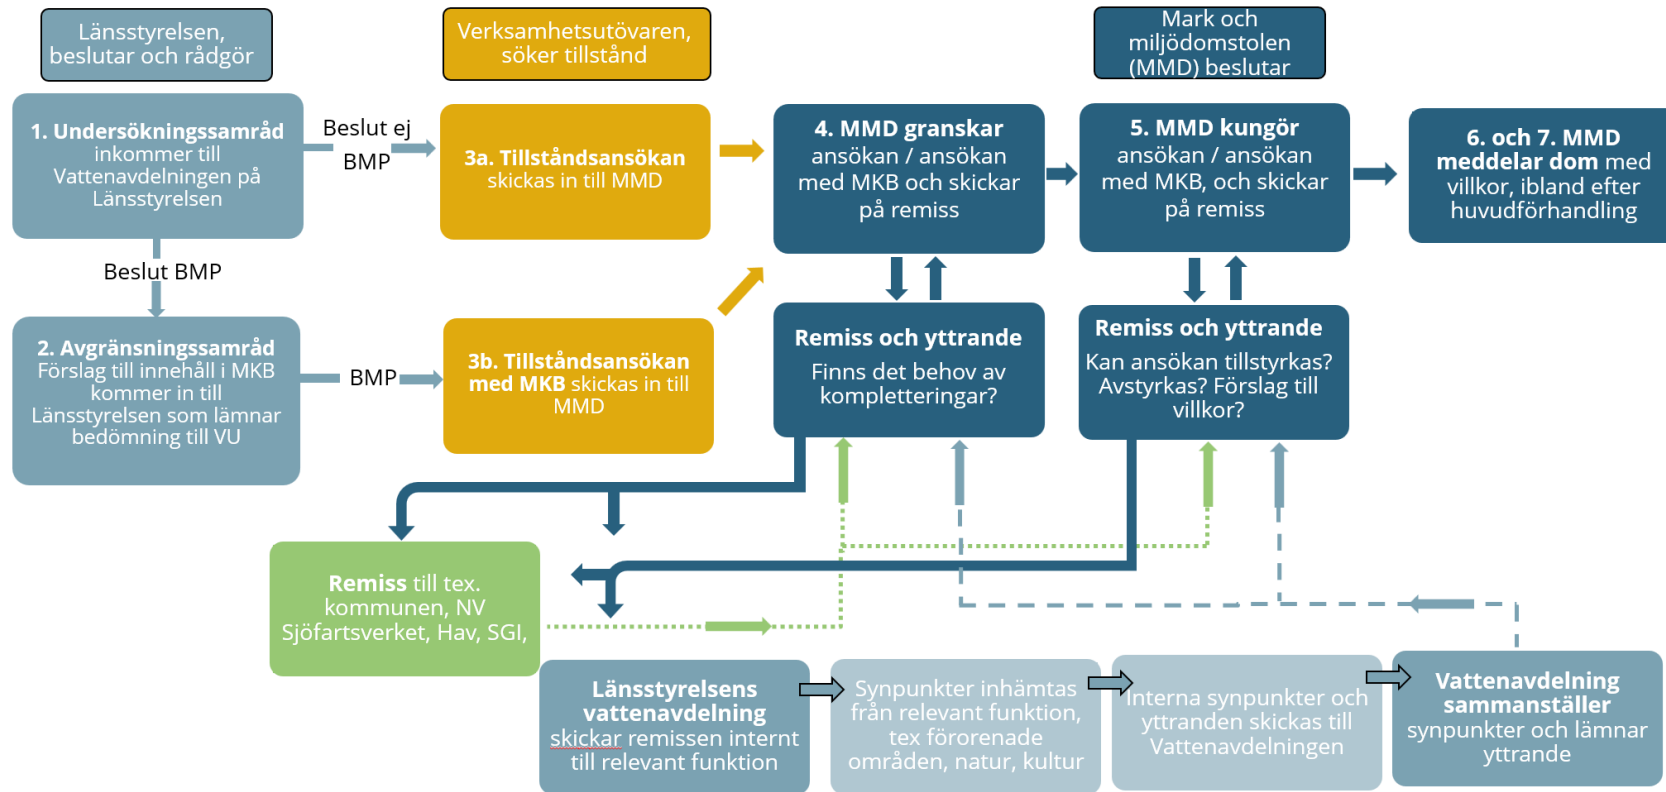 Länsstyrelsen,
beslutar och rådgör
Verksamhetsutövaren,
söker tillstånd
Mark och
miljödomstolen
(MMD) beslutar
1. Undersökningssamråd
inkommer till
Vattenavdelningen på
Länsstyrelsen
Beslut ej
BMP
3a. Tillståndsansökan
skickas in till MMD
4. MMD granskar
ansökan / ansökan
med MKB och skickar
på remiss
5. MMD kungör
ansökan / ansökan
med MKB, och skickar
på remiss
6. och 7. MMD
meddelar dom med
villkor, ibland efter
huvudförhandling
Beslut BMP
2. Avgränsningssamråd
Förslag till innehåll i MKB
kommer in till
Länsstyrelsen som lämnar
bedömning till VU
BMP
3b. Tillståndsansökan
med MKB skickas in till
MMD
Remiss och yttrande
Finns det behov av
kompletteringar?
Remiss och yttrande
Kan ansökan tillstyrkas?
Avstyrkas? Förslag till
villkor?
Remiss till tex.
kommunen, NV
Sjöfartsverket, Hav, SGI,
Länsstyrelsens
vattenavdelning
skickar remissen internt
till relevant funktion
Synpunkter inhämtas
från relevant funktion,
tex förorenade
områden, natur, kultur
Interna synpunkter och
yttranden skickas till
Vattenavdelningen
Vattenavdelning
sammanställer
synpunkter och lämnar
yttrande